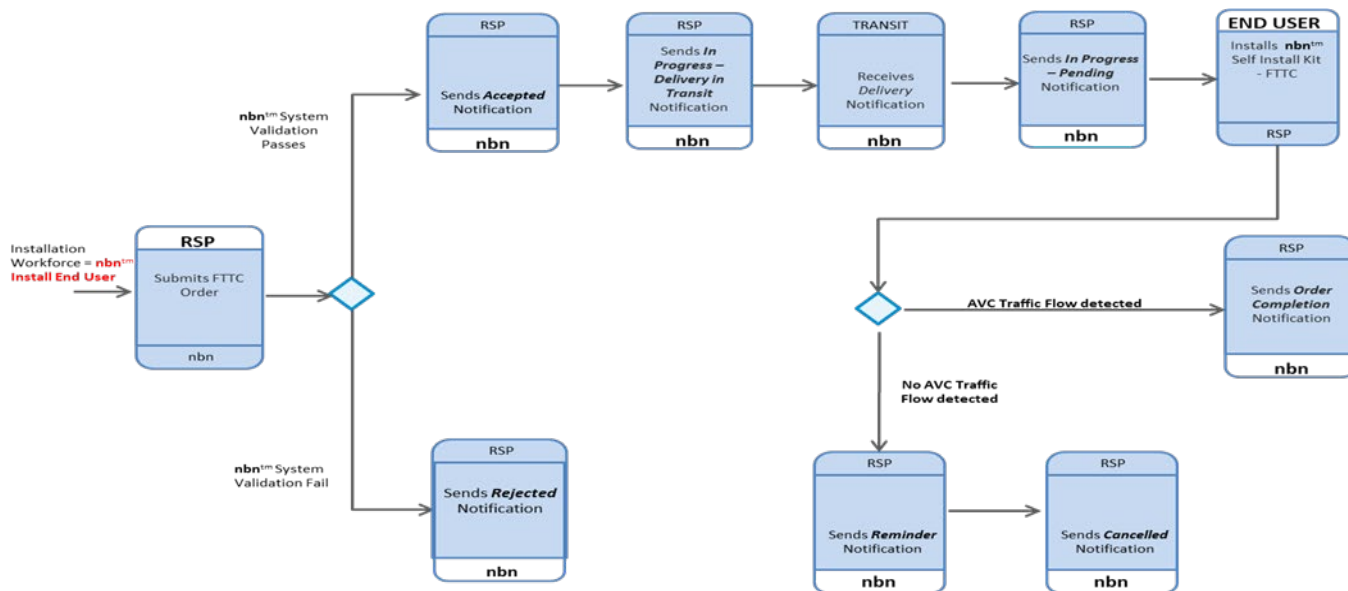 RSP
Sends Accepted
Notification
nbn
RSP
Sends In
Progress –
Delivery in
Transit
Notification
nbn
TRANSIT
Receives
Delivery
Notification
nbn
RSP
Sends In Progress
– Pending
Notification
nbn
END USER
Installs nbn™
Self Install Kit
- FTTC
RSP
nbn™ System
Validation
Passes
Installation
Workforce = nbn™
Install End User
RSP
Submits FTTC
Order
nbn
AVC Traffic Flow detected
RSP
Sends Order
Completion
Notification
nbn
No AVC Traffic
Flow detected
nbn™ System
Validation Fail
RSP
Sends Rejected
Notification
nbn
RSP
Sends Reminder
Notification
nbn
RSP
Sends Cancelled
Notification
nbn